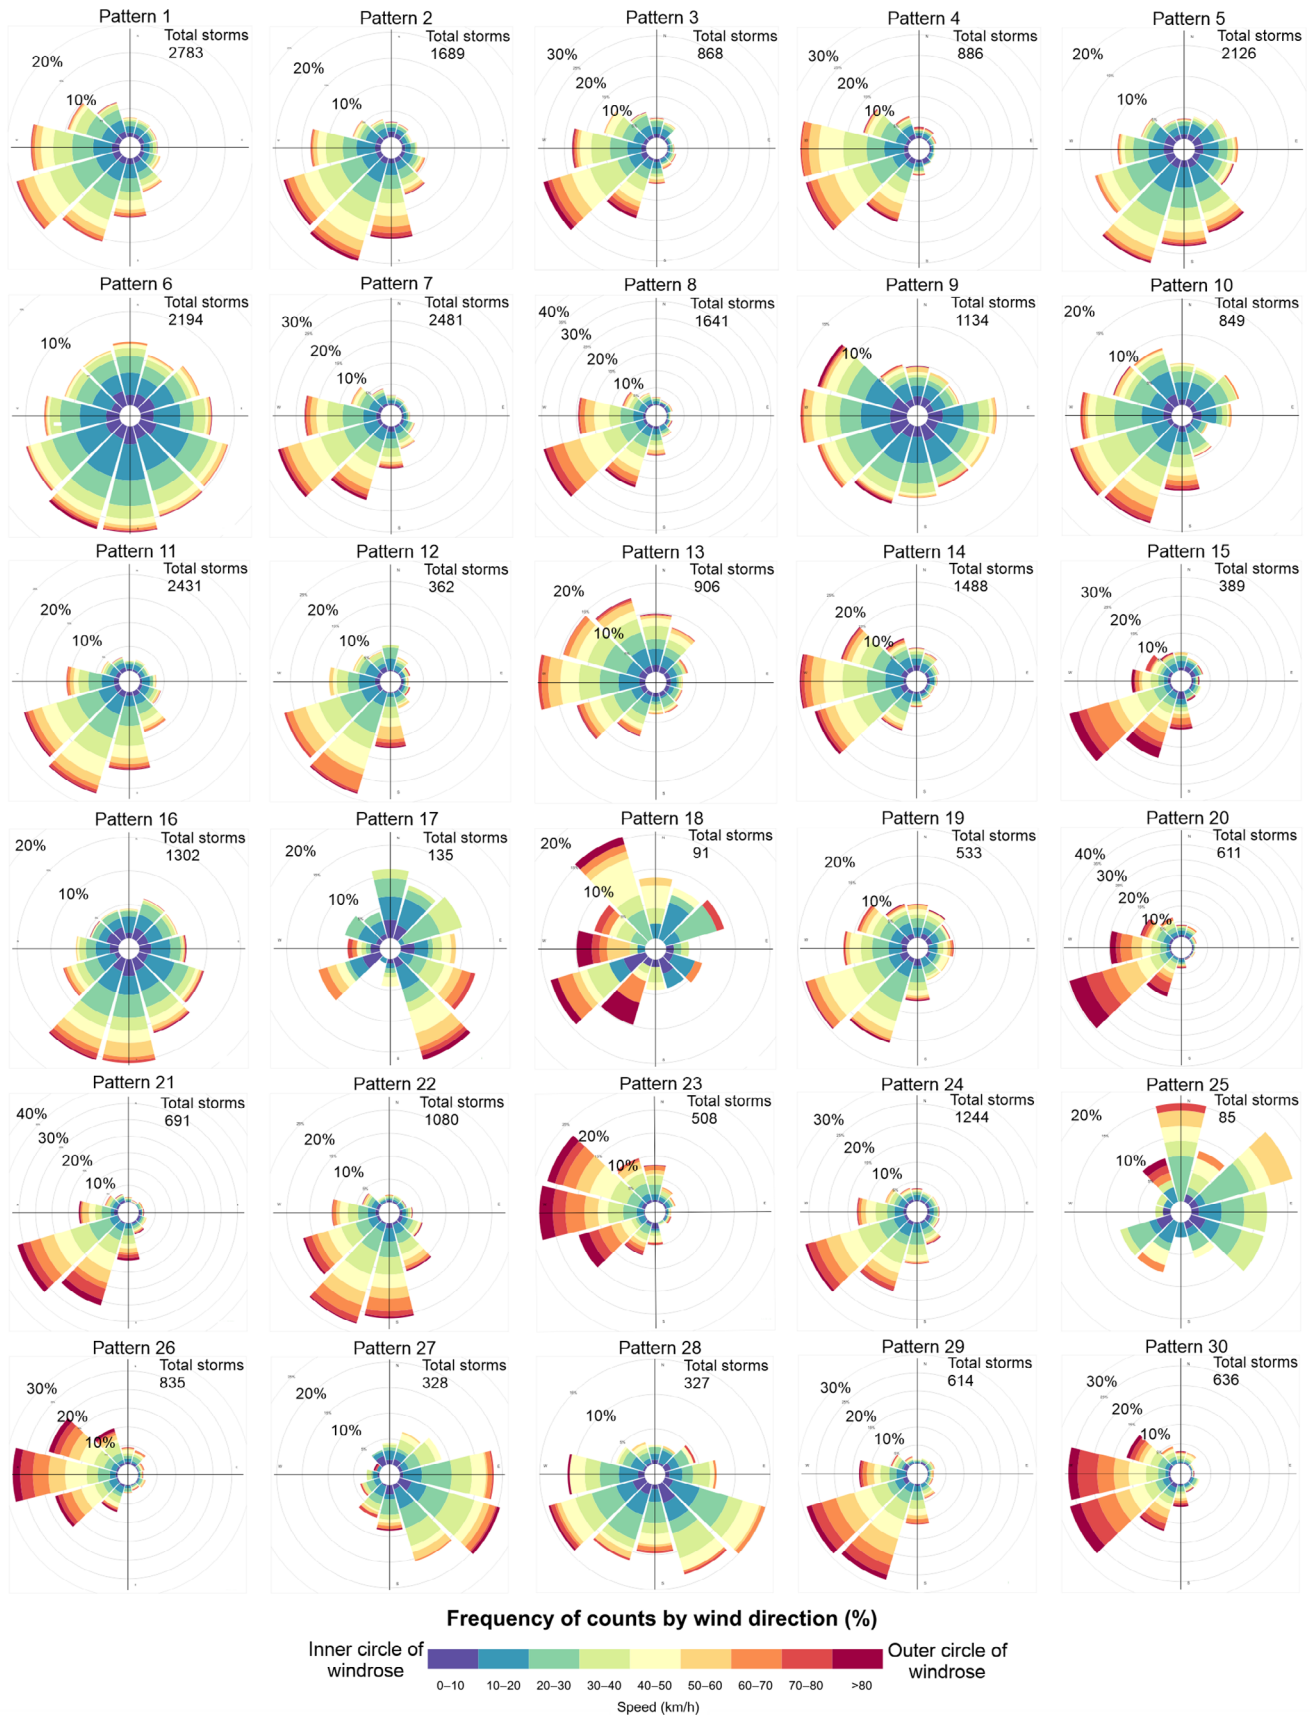 Pattern 1
Total storms
2783
20%
10%
Pattern 2
Total storms
1689
20%
10%
Pattern 3
Total storms
868
30%
20%
10%
Pattern 4
Total storms
886
30%
20%
10%
Pattern 5
Total storms
2126
10%
Pattern 6
Total storms
2194
10%
Pattern 7
Total storms
2481
30%
20%
10%
Pattern 8
Total storms
1641
40%
30%
20%
10%
Pattern 9
Total storms
1134
10%
Pattern 10
Total storms
849
20%
10%
Pattern 11
Total storms
2431
20%
10%
Pattern 12
Total storms
362
20%
10%
Pattern 13
Total storms
906
20%
10%
Pattern 14
Total storms
1488
20%
10%
Pattern 15
Total storms
389
30%
20%
10%
Pattern 16
Total storms
1302
20%
10%
Pattern 17
Total storms
135
20%
10%
Pattern 18
Total storms
91
20%
10%
Pattern 19
Total storms
533
20%
10%
Pattern 20
Total storms
611
40%
30%
20%
10%
Pattern 21
Total storms
691
40%
30%
20%
10%
Pattern 22
Total storms
1080
20%
10%
Pattern 23
Total storms
508
20%
10%
Pattern 24
Total storms
1244
30%
20%
10%
Pattern 25
Total storms
85
20%
10%
Pattern 26
Total storms
835
30%
20%
10%
Pattern 27
Total storms
328
20%
10%
Pattern 28
Total storms
327
10%
Pattern 29
Total storms
614
30%
20%
10%
Pattern 30
Total storms
636
30%
20%
10%
Frequency of counts by wind direction (%)
Inner circle of
windrose
Outer circle of
windrose
0–10 10–20 20–30 30–40 40–50 50–60 60–70 70–80 >80
Speed (km/h)